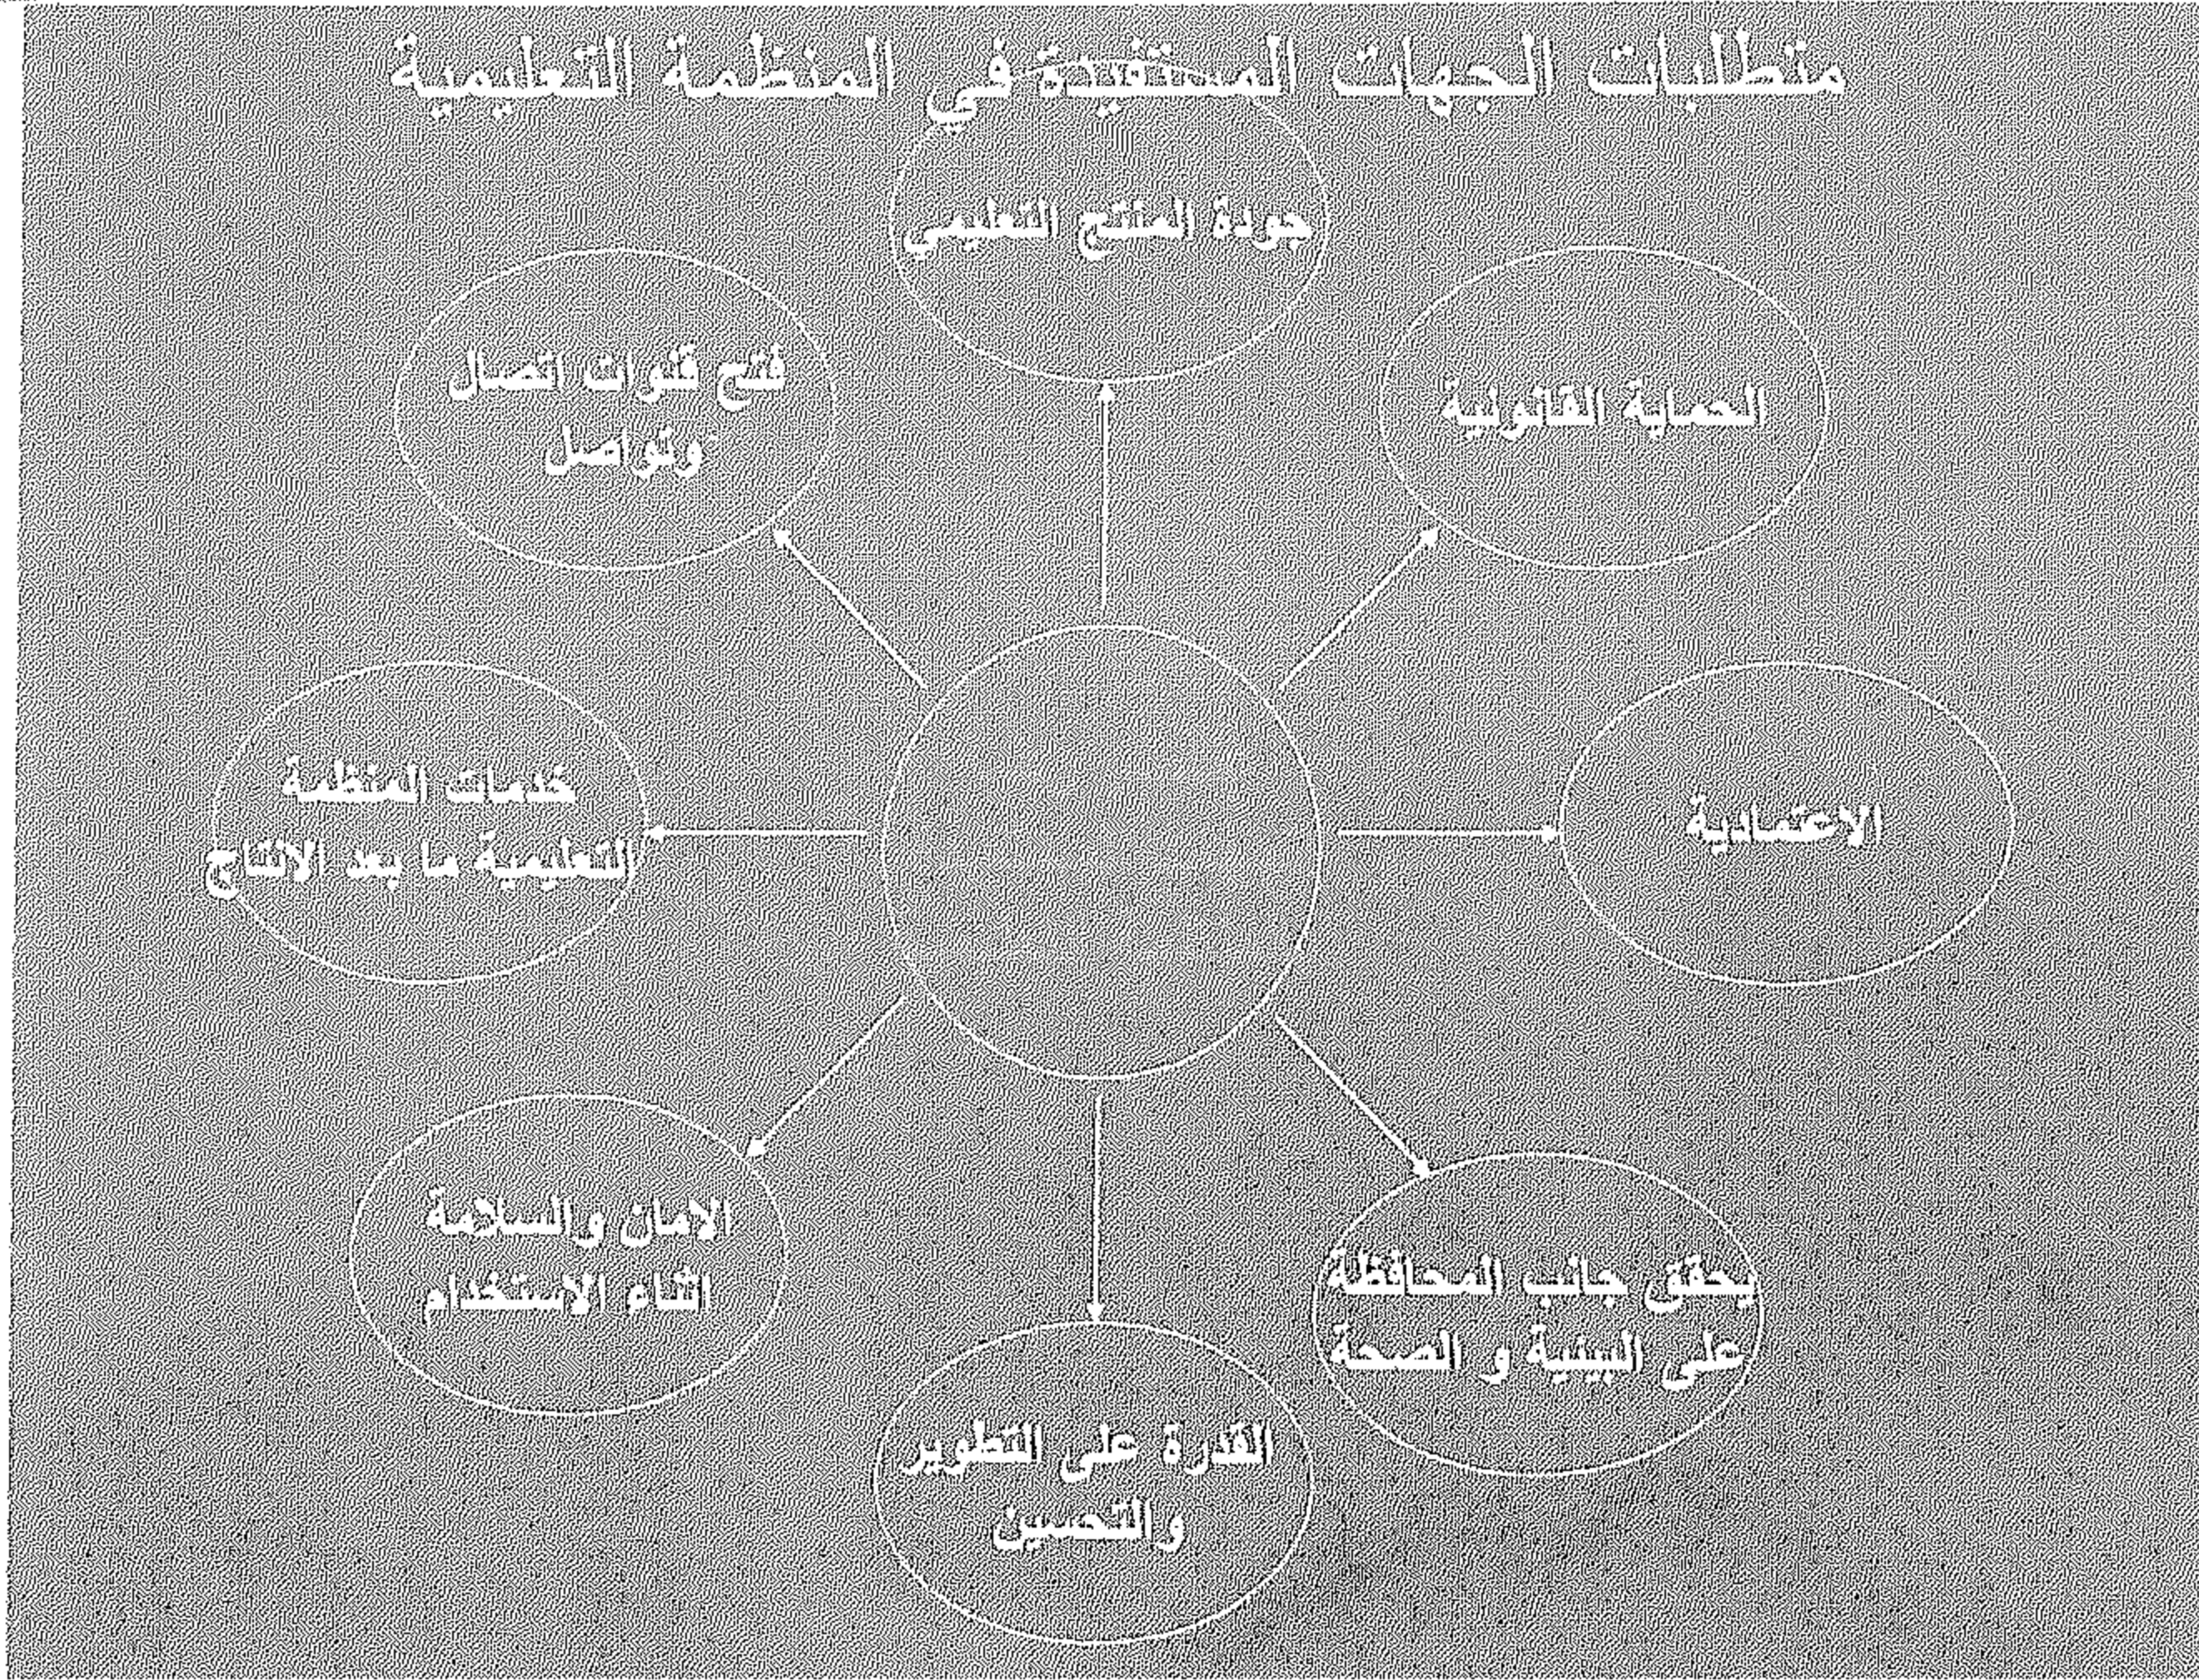 متطلبات الجهات المستفيدة في المنظمة التعليمية
جودة المنتج التعليمي
الحماية القانونية
فتح قنوات اتصال
وتواصل
الاعتمادية
خدمات المنظمة
التعليمية ما بعد الانتاج
يحقق جانب المحافظة
على البيئية و الصحة
الامان والسلامة
اثناء الاستخدام
القدرة على التطوير
والتحسين